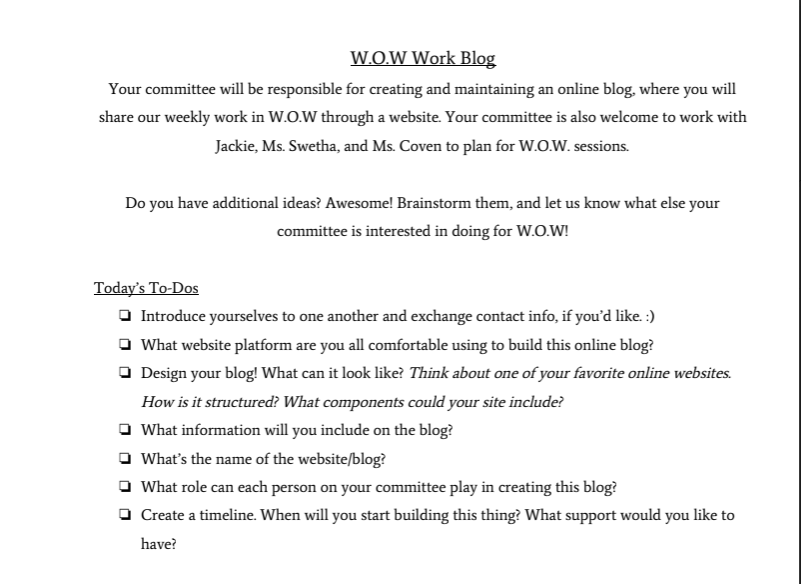 W.O.W Work Blog
Your committee will be responsible for creating and maintaining an online blog, where you will
share our weekly work in W.O.W through a website. Your committee is also welcome to work with
Jackie, Ms. Swetha, and Ms. Coven to plan for W.O.W. sessions.
Do you have additional ideas? Awesome! Brainstorm them, and let us know what else your
committee is interested in doing for W.O.W!
Today's To-Dos
❏ Introduce yourselves to one another and exchange contact info, if you'd like. :)
❏ What website platform are you all comfortable using to build this online blog?
❏ Design your blog! What can it look like? Think about one of your favorite online websites.
How is it structured? What components could your site include?
❏ What information will you include on the blog?
❏ What's the name of the website/blog?
❏ What role can each person on your committee play in creating this blog?
❏ Create a timeline. When will you start building this thing? What support would you like to
have?